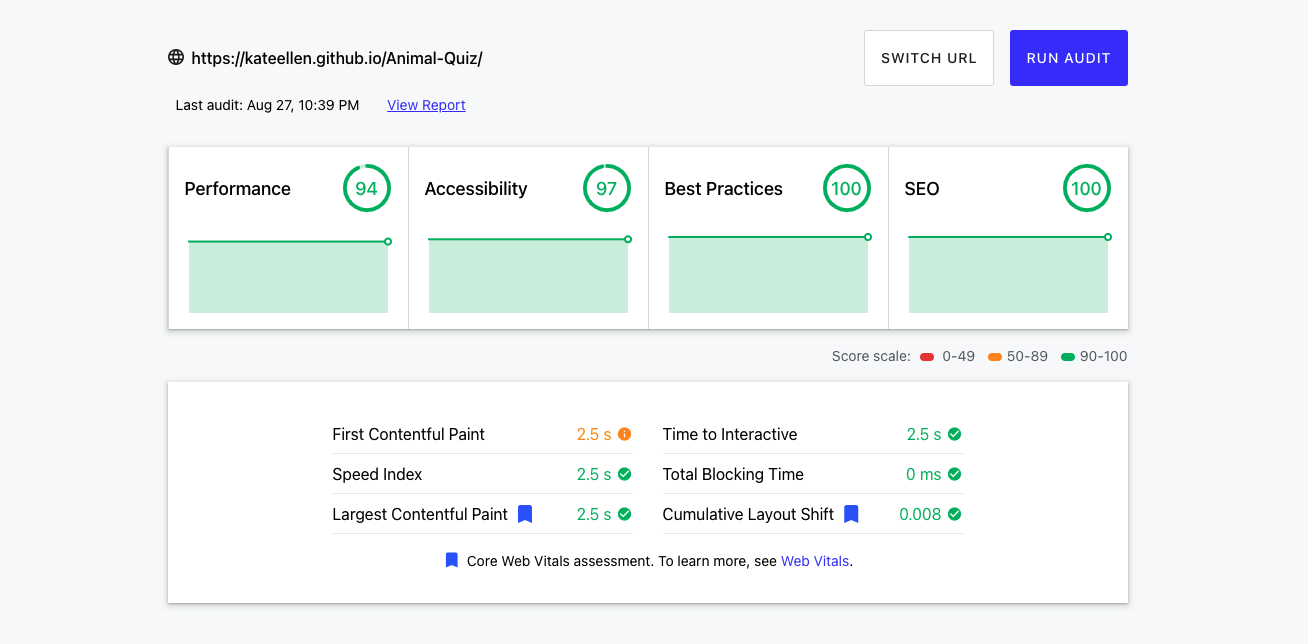 https://kateellen.github.io/Animal-Quiz/
SWITCH URL
RUN AUDIT
Last audit: Aug 27, 10:39 PM View Report
Performance 94
Accessibility 97
Best Practices 100
SEO 100
Score scale: 0-49 50-89 90-100
First Contentful Paint 2.5 s
Time to Interactive 2.5 s
Speed Index 2.5 s
Total Blocking Time 0 ms
Largest Contentful Paint 2.5 s
Cumulative Layout Shift 0.008
Core Web Vitals assessment. To learn more, see Web Vitals.